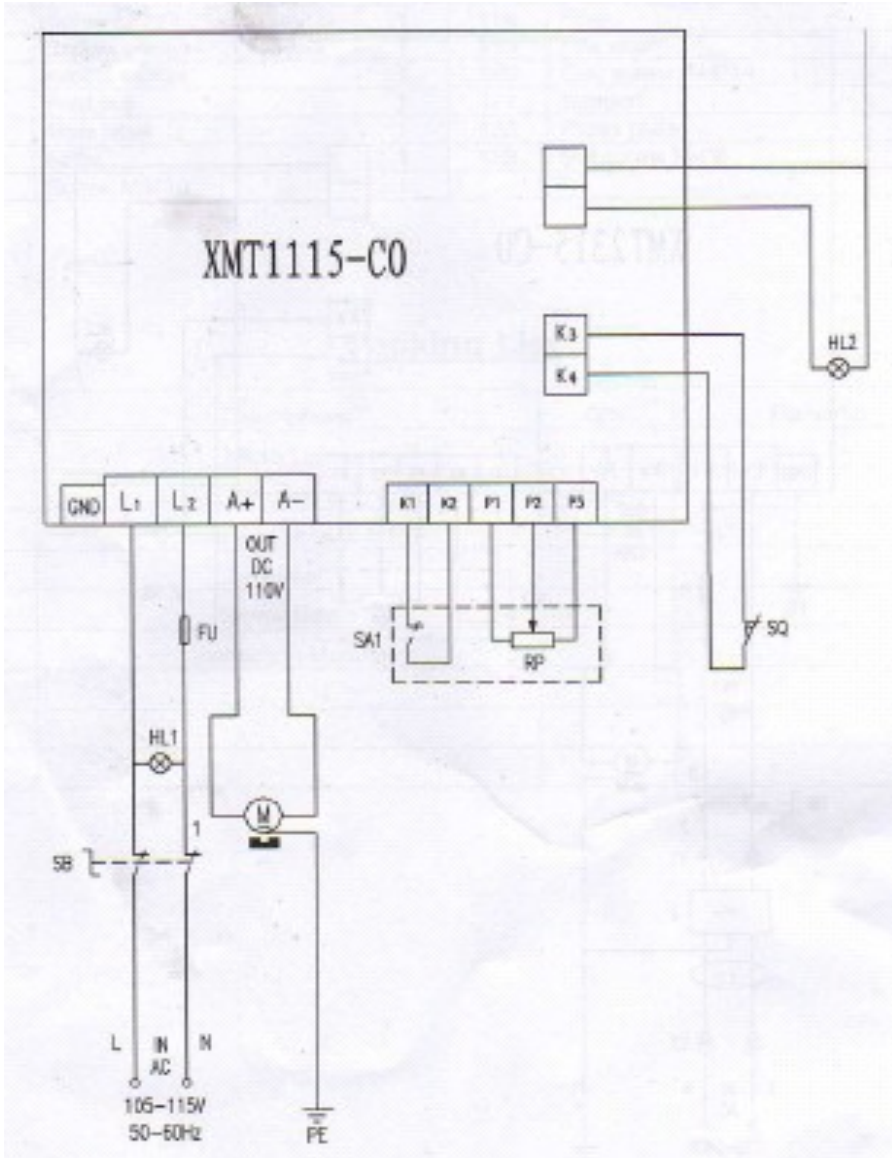 XMT1115-CO
K3
K4
HL2
GND L1 L2 A+ A-
K1 K2 P1 P2 P3
OUT
DC
110V
FU
SA1
RP
SQ
HL1
M
1
SB
L IN N
AC
105-115V
50-60Hz
PE